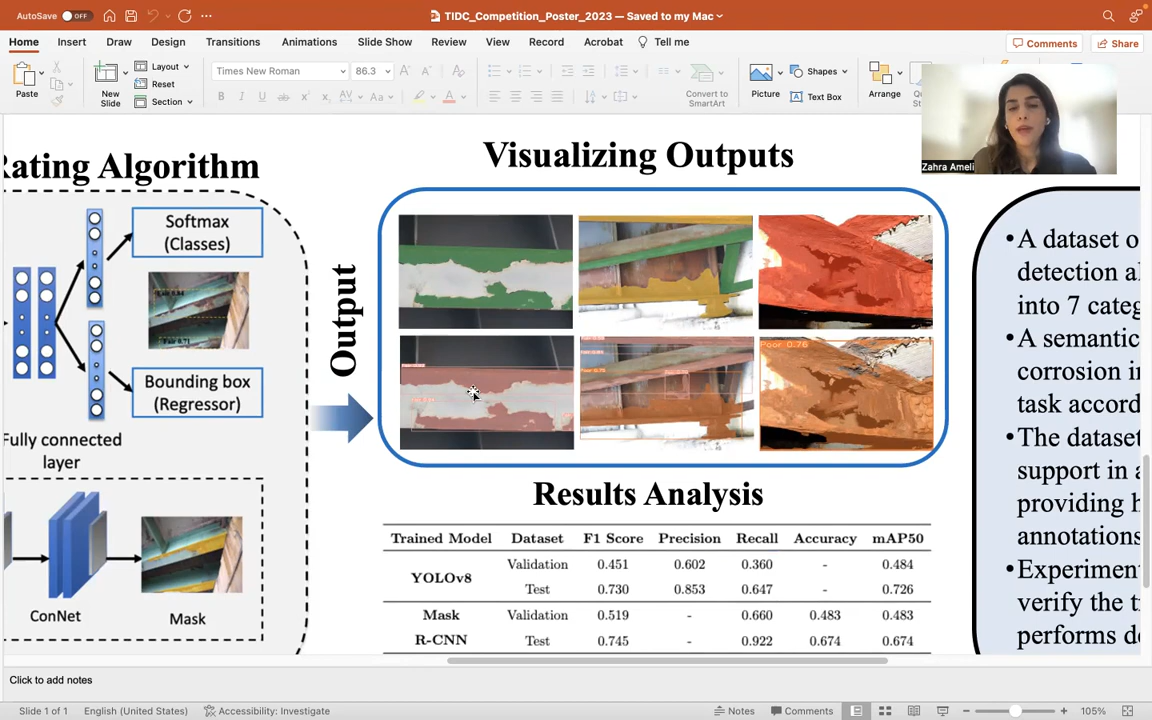 AutoSave OFF
TIDC_Competition_Poster_2023 — Saved to my Mac
Home Insert Draw Design Transitions Animations Slide Show Review View Record Acrobat Tell me
Comments Share
Paste
New
Slide
Layout
Reset
Section
Times New Roman 86.3
Convert to
SmartArt
Picture
Shapes
Text Box
Arrange
Zahra Ameli
Rating Algorithm
Softmax
(Classes)
Bounding box
(Regressor)
Fully connected
layer
ConNet
Mask
Visualizing Outputs
Output
Poor 0.76
Results Analysis
Trained Model Dataset F1 Score Precision Recall Accuracy mAP50
YOLOv8 Validation 0.451 0.602 0.360 - 0.484
Test 0.730 0.853 0.647 - 0.726
Mask Validation 0.519 - 0.660 0.483 0.483
R-CNN Test 0.745 - 0.922 0.674 0.674
•A dataset o
detection al
into 7 categ
•A semantic
corrosion in
task accord
•The dataset
support in a
providing h
annotations
•Experimen
verify the t
performs de
Click to add notes
Slide 1 of 1 English (United States) Accessibility: Investigate Notes Comments 105%